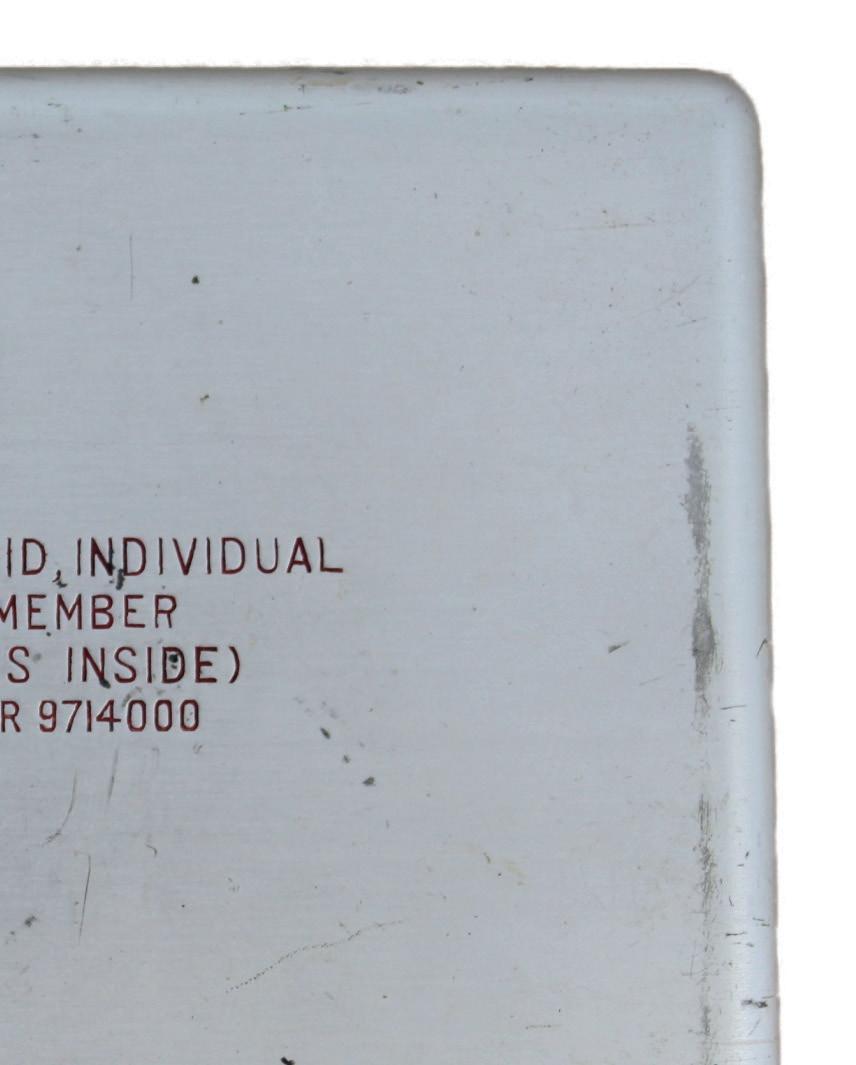 ID, INDIVIDUAL
MEMBER
S INSIDE)
R 9714000